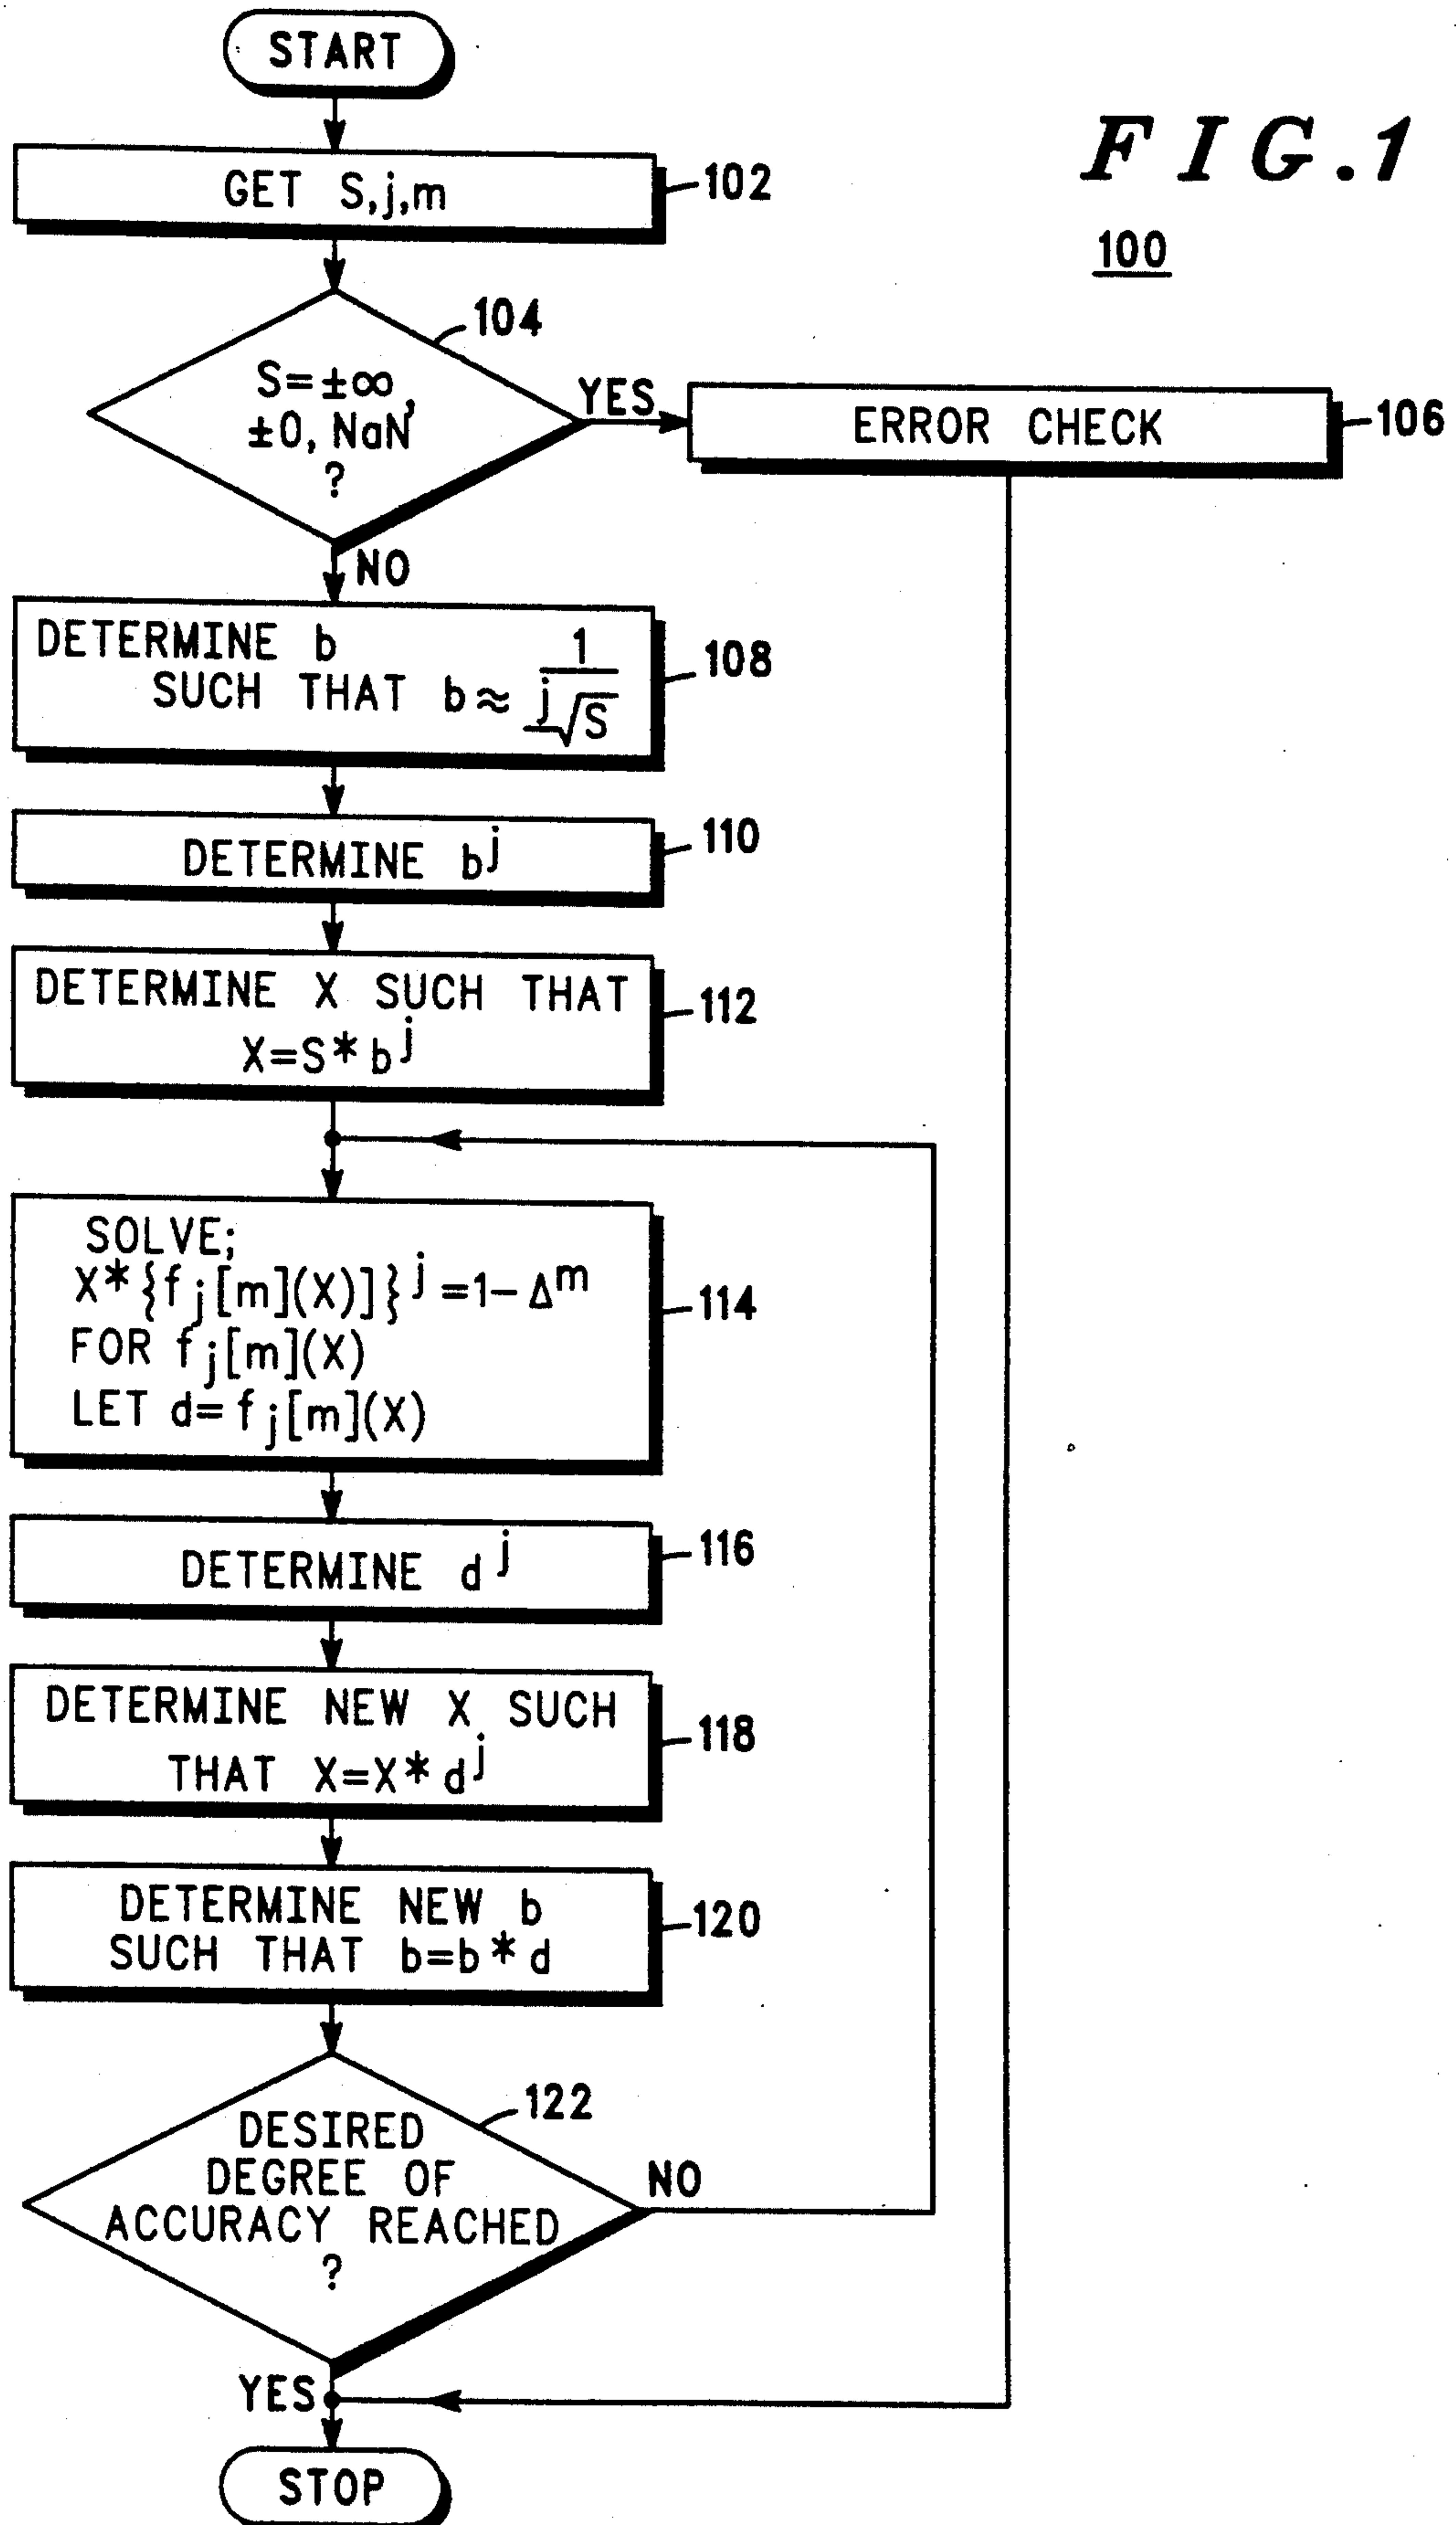 START
FIG.1
100
GET S,j,m
102
104
S=±∞,
±0, NaN,
?
YES
ERROR CHECK
106
NO
DETERMINE b
SUCH THAT b≈ 1/j√S
108
DETERMINE b^j
110
DETERMINE X SUCH THAT
X=S*b^j
112
SOLVE;
X*{f_j[m](X)]}^j=1-Δ^m
FOR f_j[m](X)
LET d=f_j[m](X)
114
DETERMINE d^j
116
DETERMINE NEW X SUCH
THAT X=X*d^j
118
DETERMINE NEW b
SUCH THAT b=b*d
120
122
DESIRED
DEGREE OF
ACCURACY REACHED
?
NO
YES
STOP